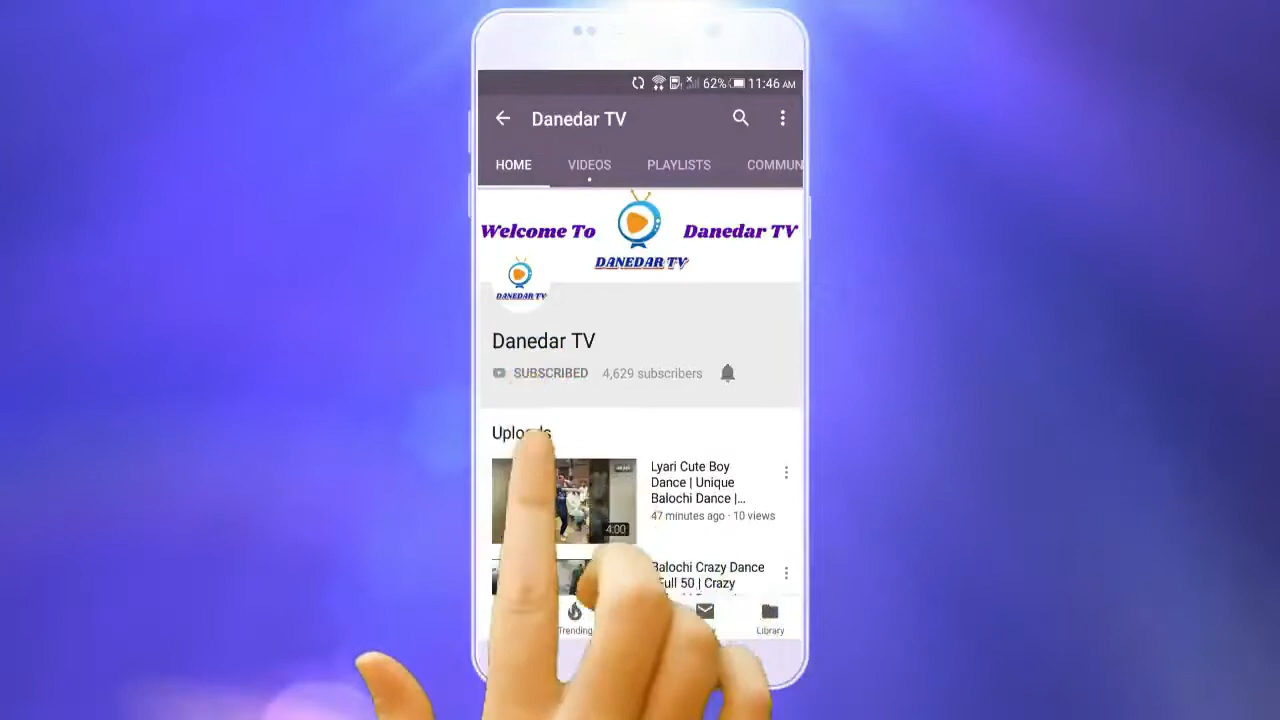 62% 11:46 AM
Danedar TV
HOME VIDEOS PLAYLISTS COMMUN
Welcome To Danedar TV
DANEDAR TV
DANEDAR TV
Danedar TV
SUBSCRIBED 4,629 subscribers
Uploads
Lyari Cute Boy
Dance | Unique
Balochi Dance |...
47 minutes ago · 10 views
4:00
Balochi Crazy Dance
Full 50 | Crazy
Trending
Library